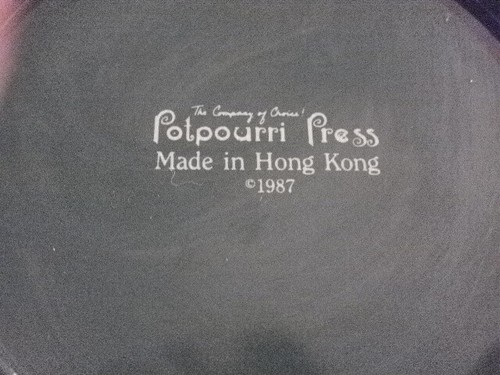 The Company of Choice!
Potpourri Press
Made in Hong Kong
©1987